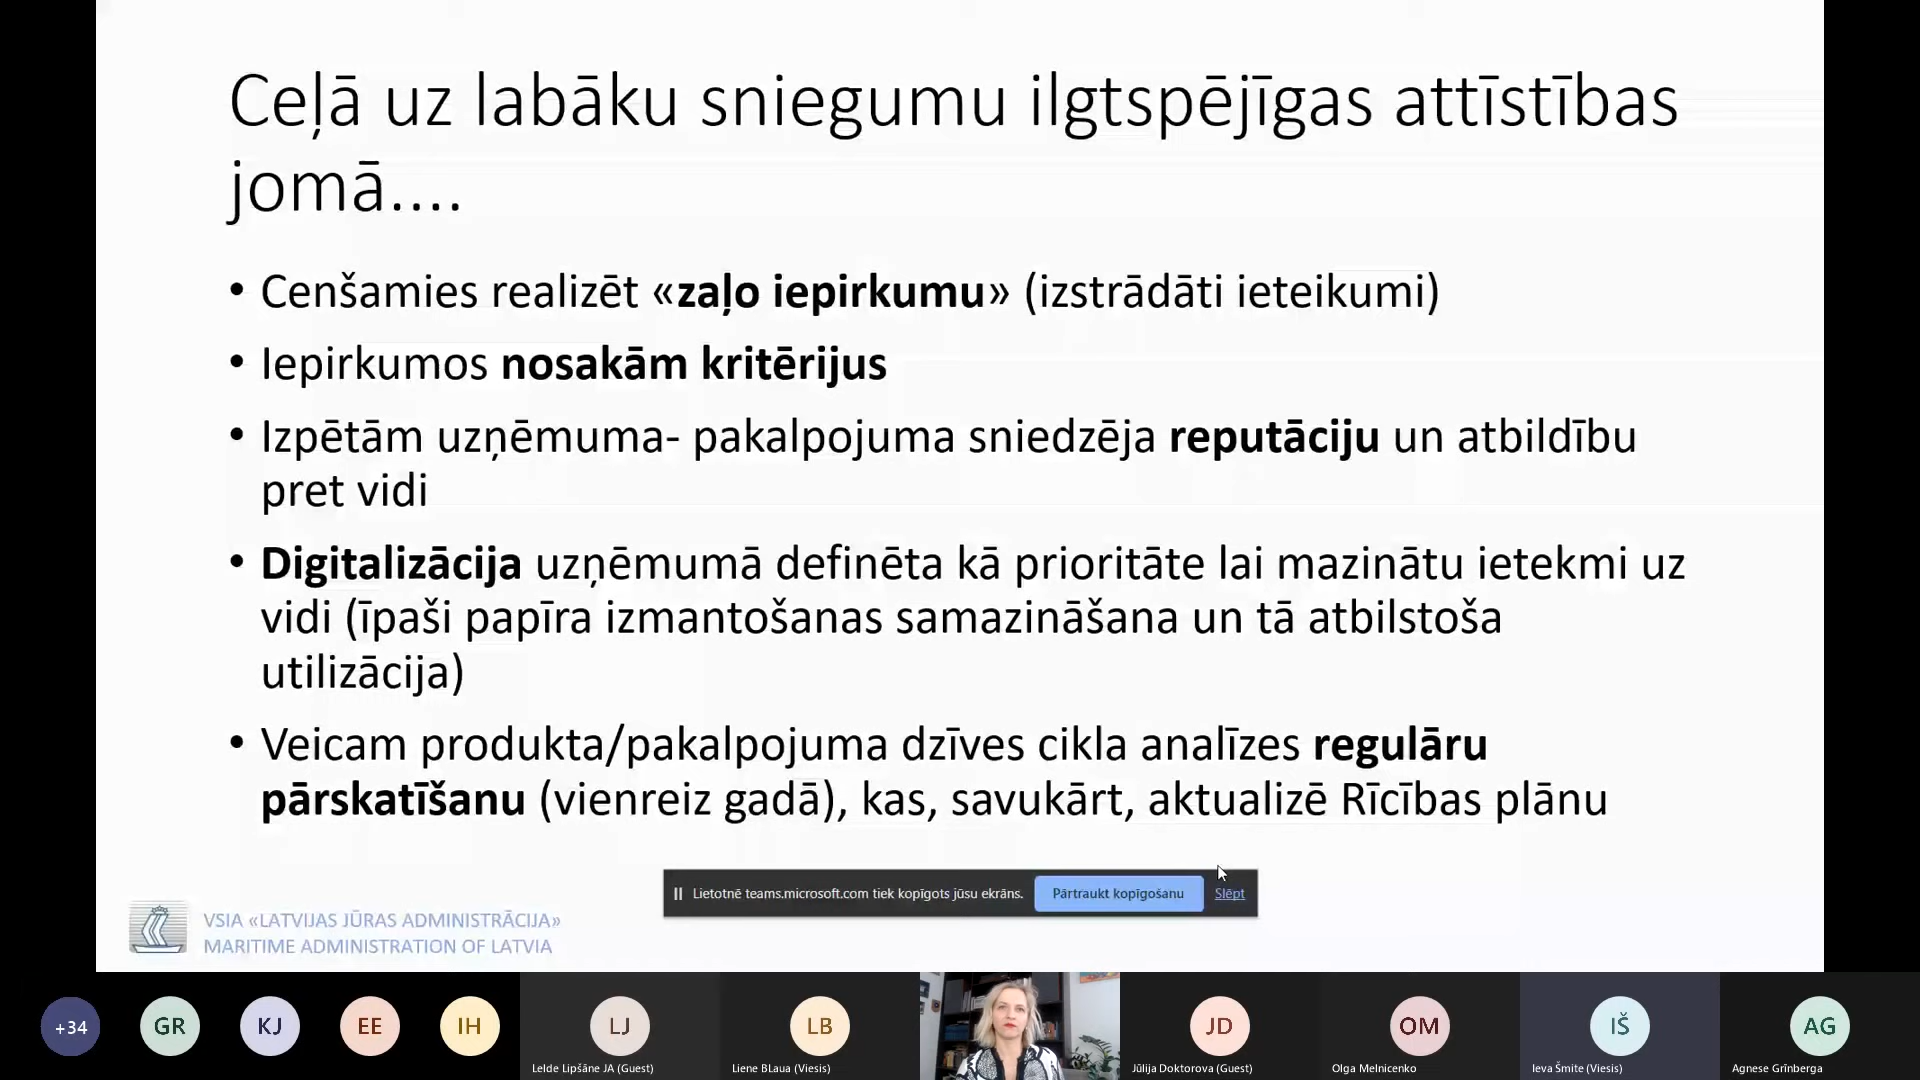 Ceļā uz labāku sniegumu ilgtspējīgas attīstības
jomā....
• Cenšamies realizēt «zaļo iepirkumu» (izstrādāti ieteikumi)
• Iepirkumos nosakām kritērijus
• Izpētām uzņēmuma- pakalpojuma sniedzēja reputāciju un atbildību
pret vidi
• Digitalizācija uzņēmumā definēta kā prioritāte lai mazinātu ietekmi uz
vidi (īpaši papīra izmantošanas samazināšana un tā atbilstoša
utilizācija)
• Veicam produkta/pakalpojuma dzīves cikla analīzes regulāru
pārskatīšanu (vienreiz gadā), kas, savukārt, aktualizē Rīcības plānu
Lietotnē teams.microsoft.com tiek kopīgots jūsu ekrāns. Pārtraukt kopīgošanu Slēpt
VSIA «LATVIJAS JŪRAS ADMINISTRĀCIJA»
MARITIME ADMINISTRATION OF LATVIA
+34 GR KJ EE IH LJ LB JD OM IŠ AG
Lelde Lipšāne JA (Guest) Liene BLaua (Viesis) Jūlija Doktorova (Guest) Olga Melnicenko Ieva Šmite (Viesis) Agnese Grīnberga